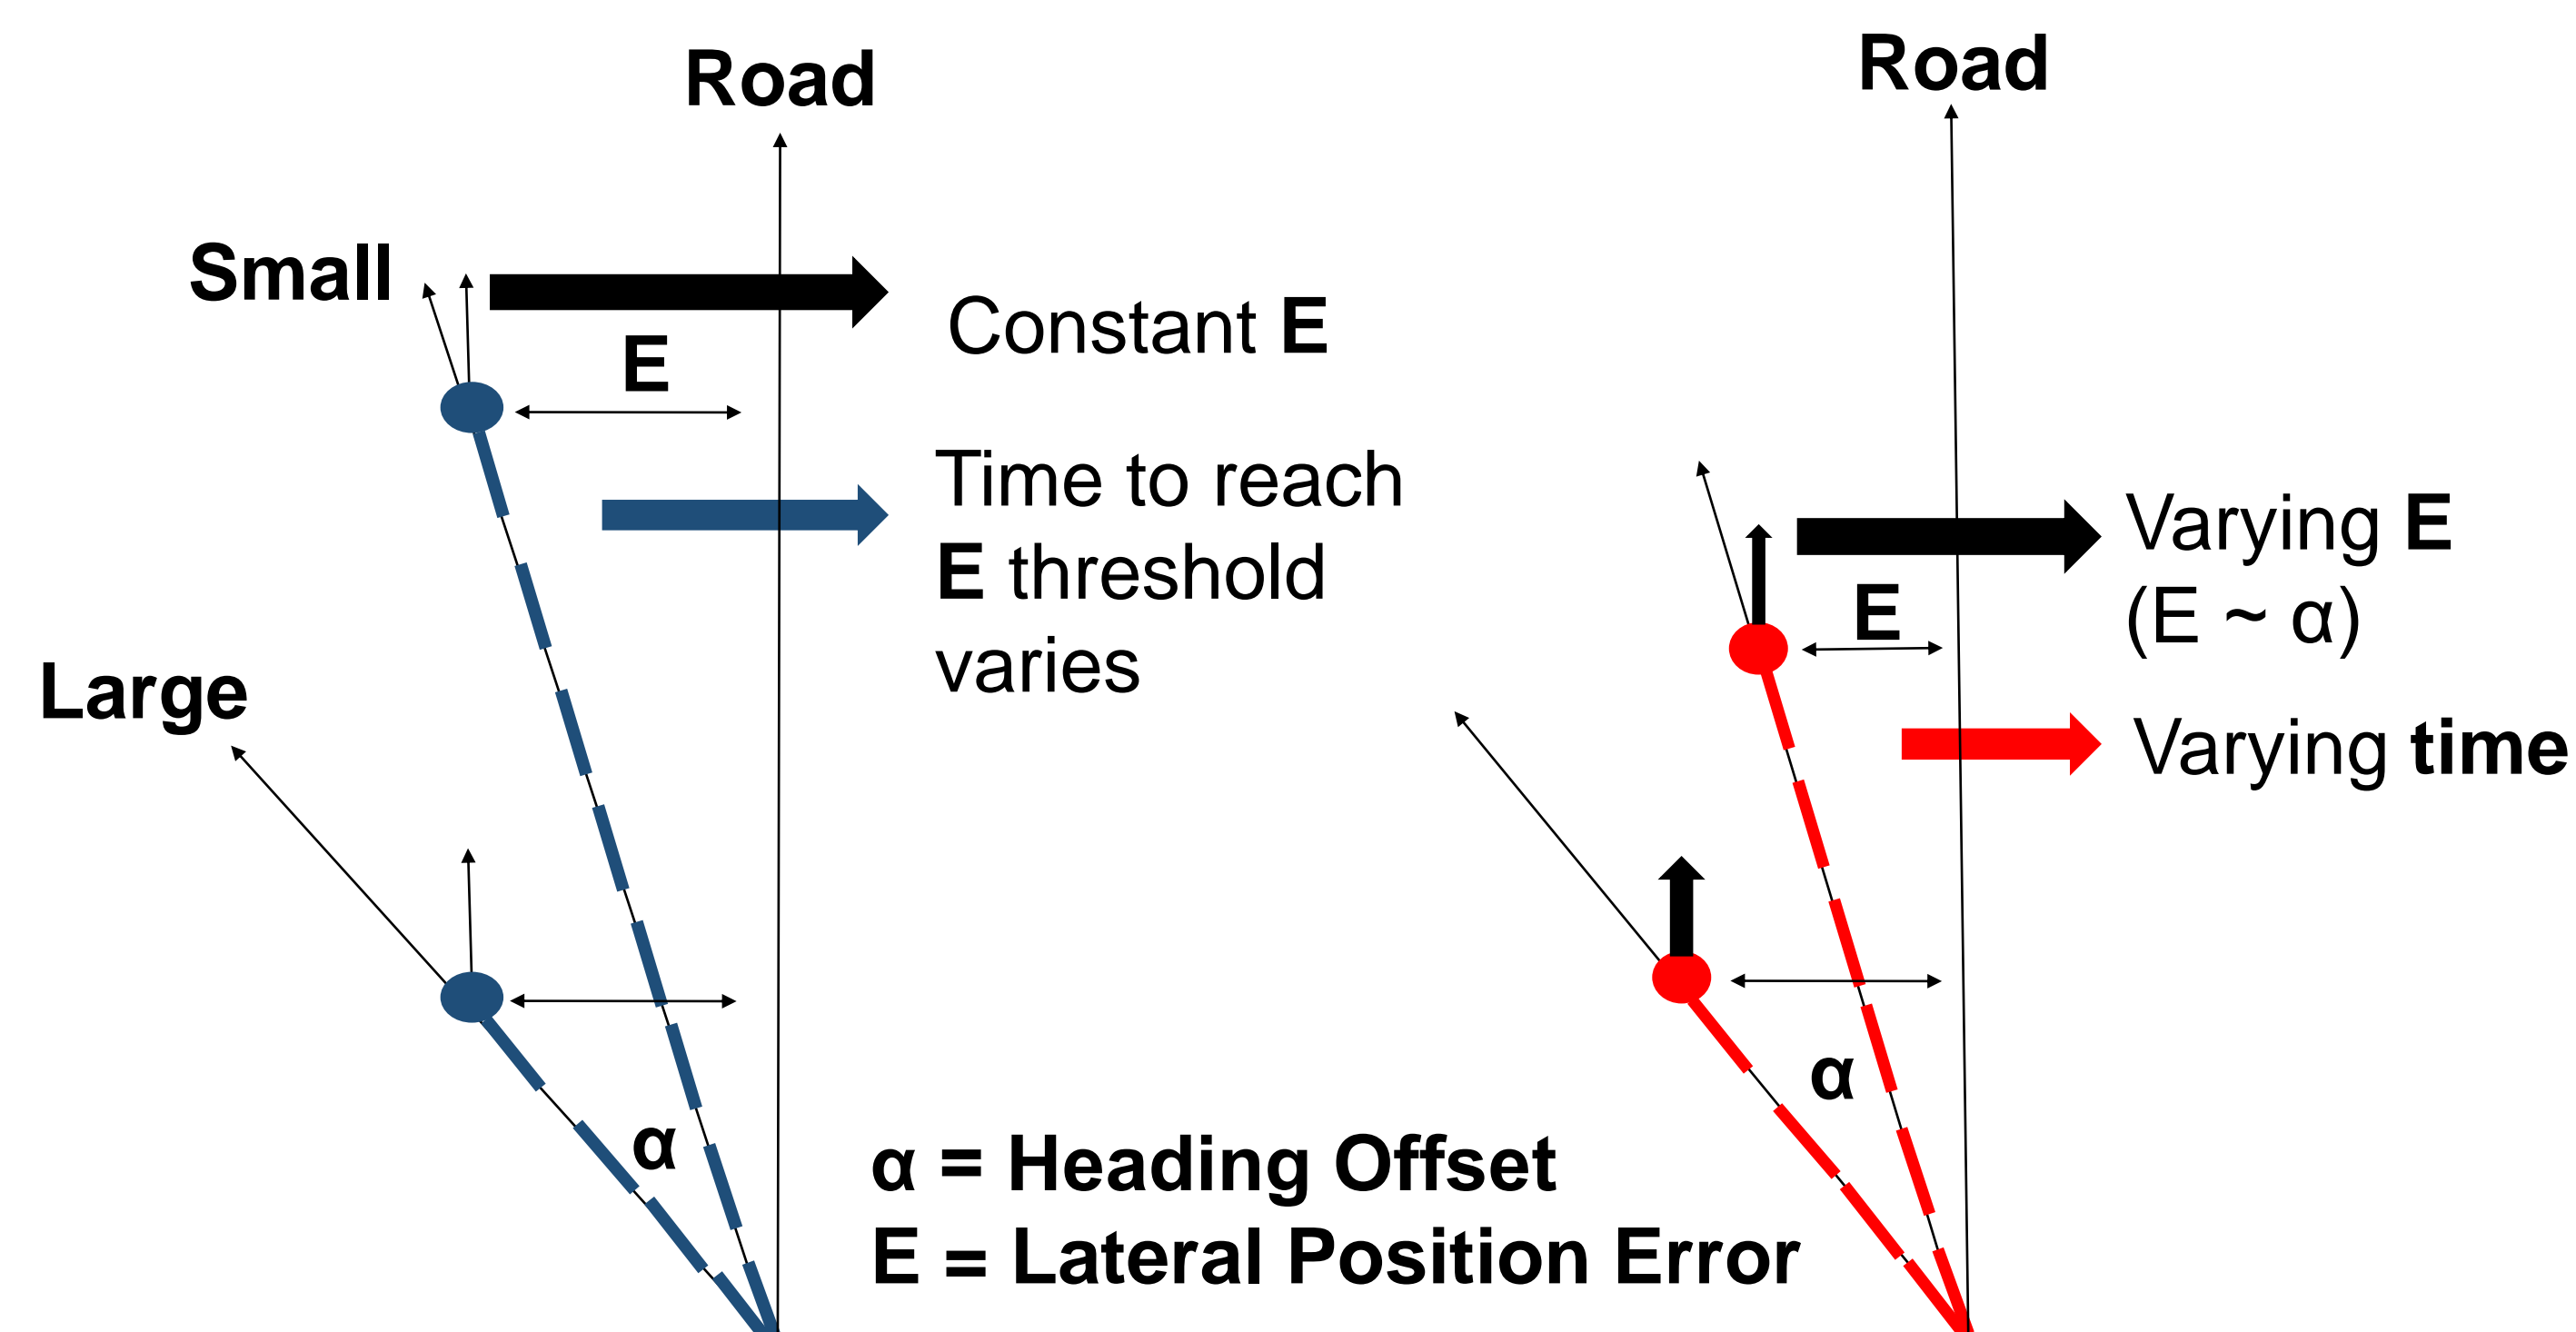 Road
Small
E
Constant E
Time to reach
E threshold
varies
Large
α
α = Heading Offset
E = Lateral Position Error
Road
Varying E
(E ~ α)
E
Varying time
α